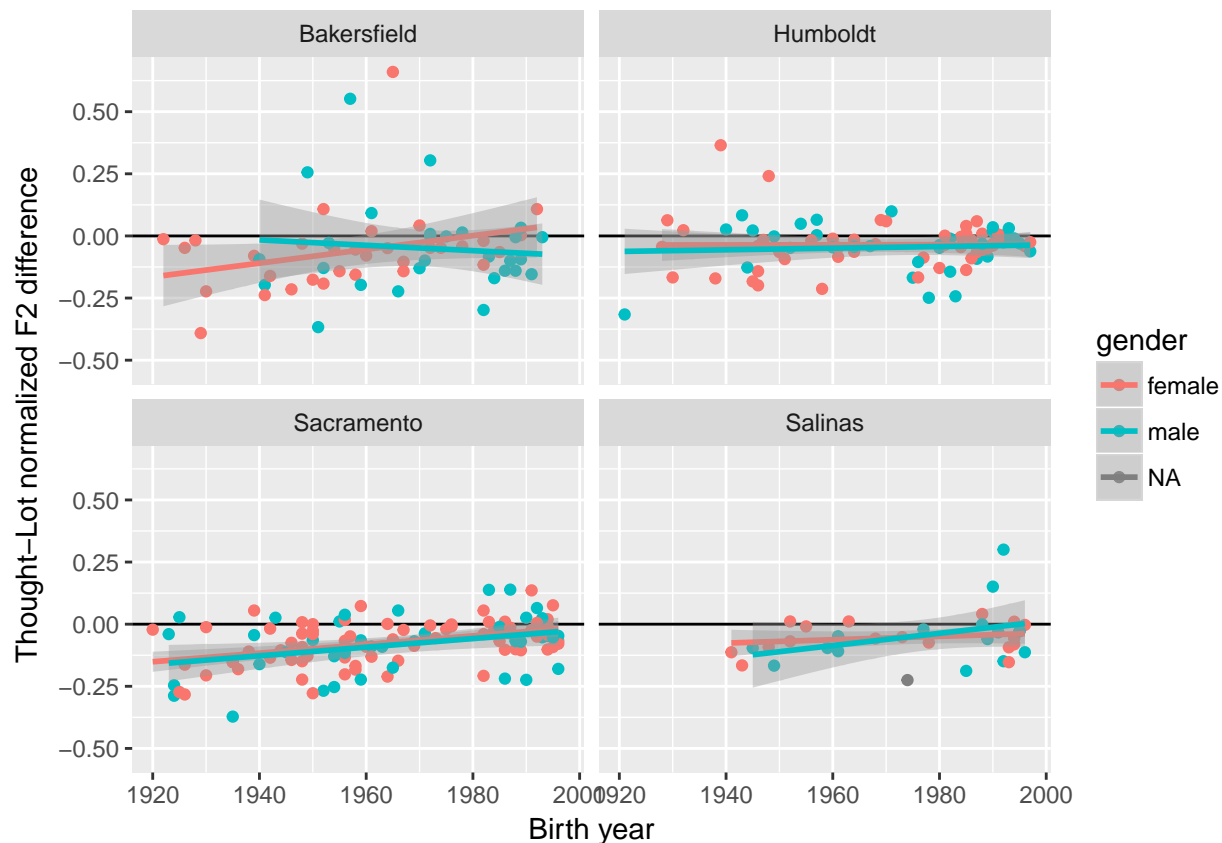 Bakersfield
Humboldt
0.50
0.25
0.00
−0.25
−0.50
Sacramento
Salinas
0.50
0.25
0.00
−0.25
−0.50
1920 1940 1960 1980 2000
1920 1940 1960 1980 2000
Birth year
Thought−Lot normalized F2 difference
gender
female
male
NA